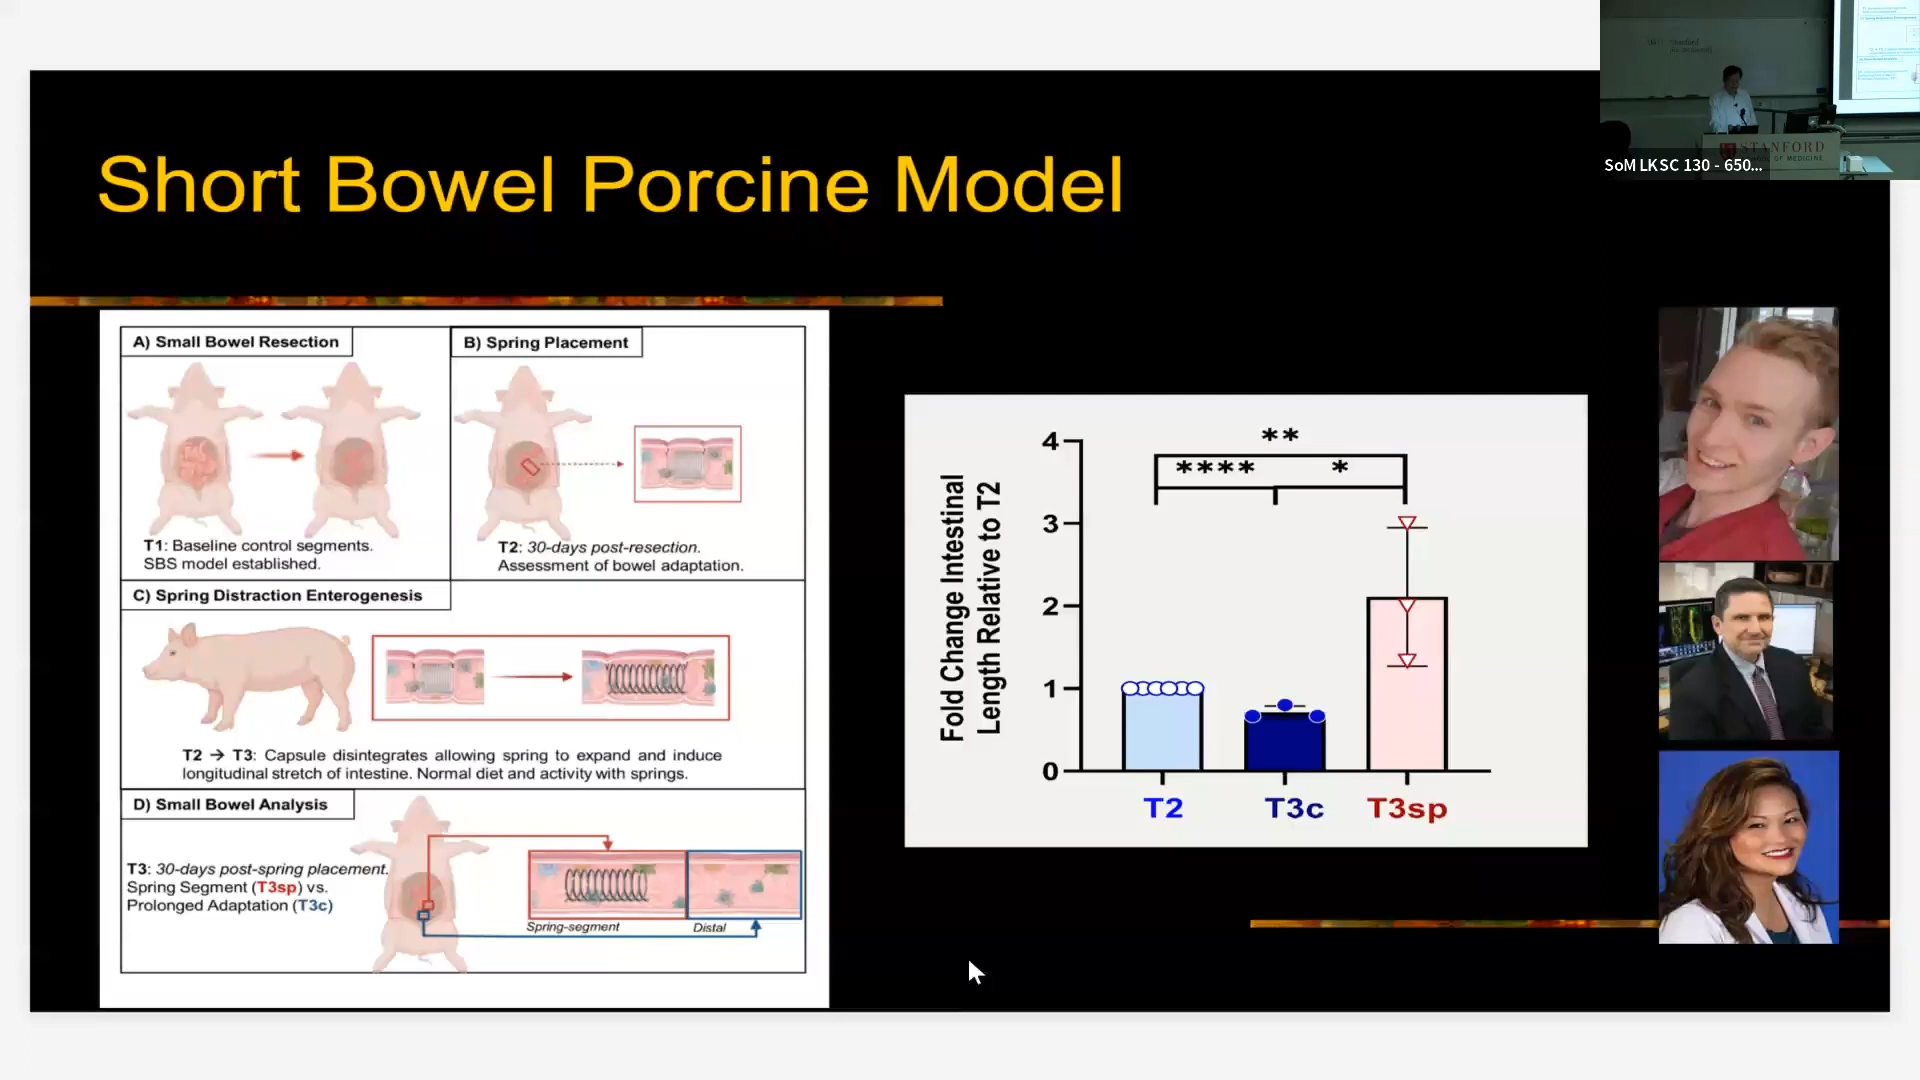 Short Bowel Porcine Model
SoM LKSC 130 - 650...
STANFORD
SCHOOL OF MEDICINE
A) Small Bowel Resection
T1: Baseline control segments.
SBS model established.
B) Spring Placement
T2: 30-days post-resection.
Assessment of bowel adaptation.
C) Spring Distraction Enterogenesis
T2 → T3: Capsule disintegrates allowing spring to expand and induce
longitudinal stretch of intestine. Normal diet and activity with springs.
D) Small Bowel Analysis
T3: 30-days post-spring placement.
Spring Segment (T3sp) vs.
Prolonged Adaptation (T3c)
Spring-segment
Distal
Fold Change Intestinal
Length Relative to T2
4
3
2
1
0
**
****
*
T2
T3c
T3sp